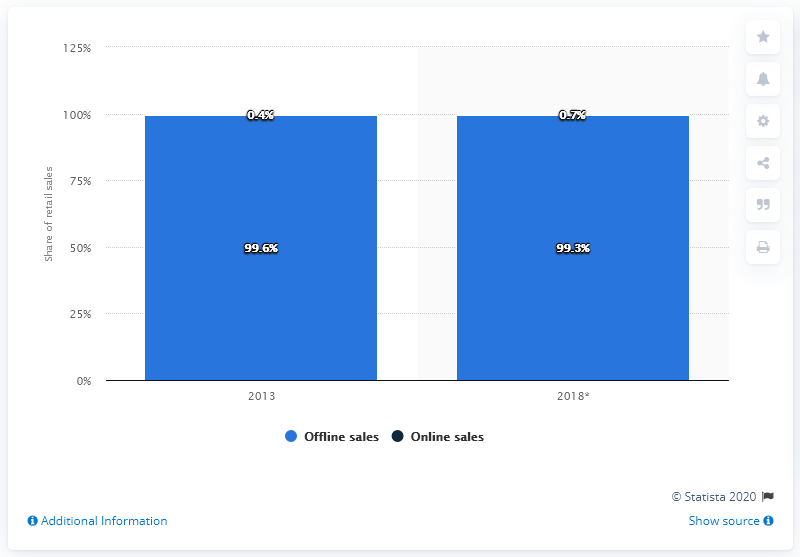 125%
100%
75%
50%
25%
0%
Share of retail sales
0.4%
0.7%
99.6%
99.3%
2013
2018*
Offline sales
Online sales
© Statista 2020
Additional Information
Show source